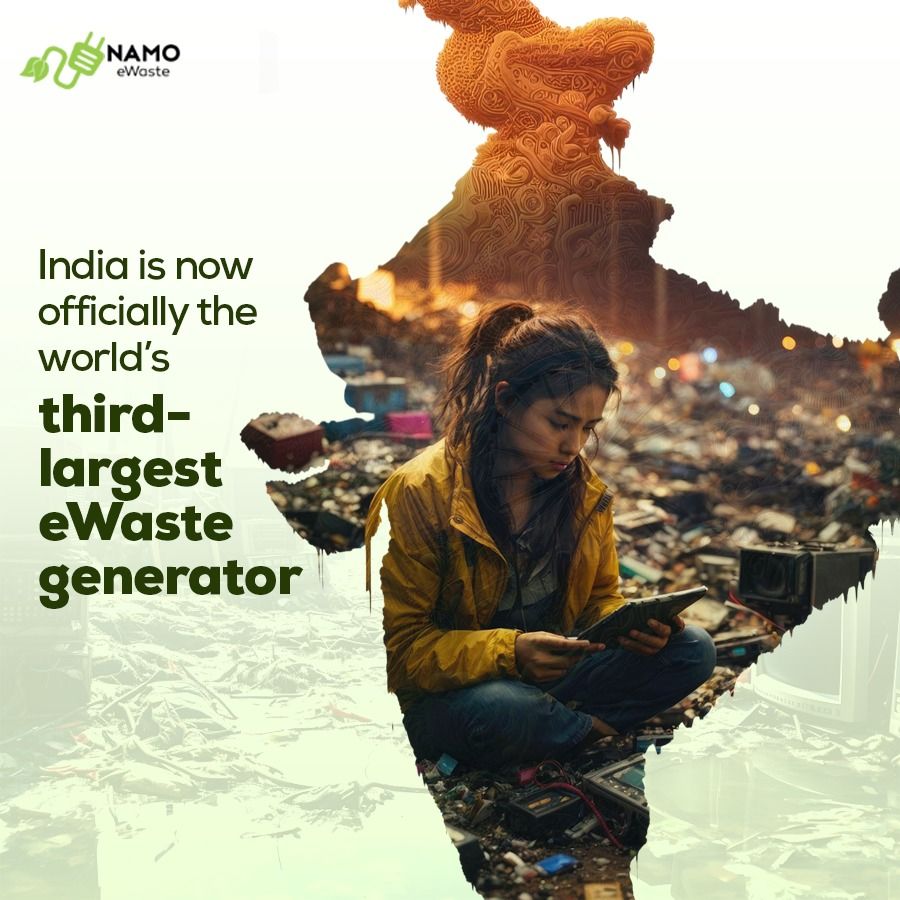 NAMO
eWaste
India is now
officially the
world's
third-
largest
eWaste
generator